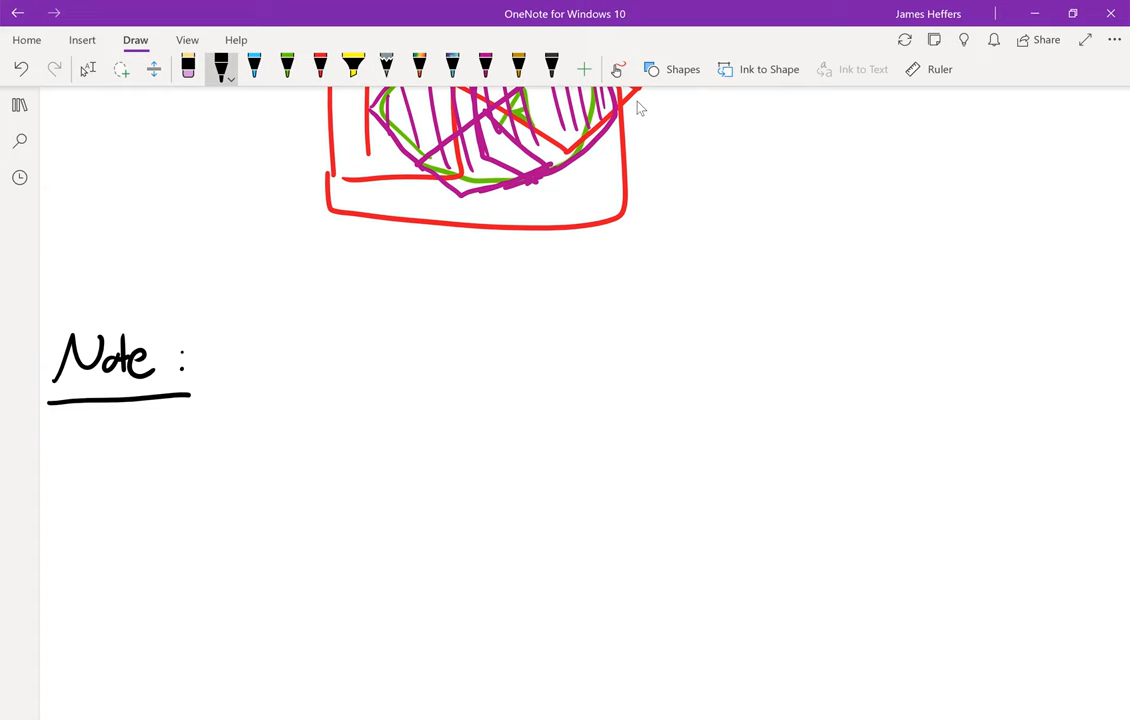 OneNote for Windows 10
James Heffers
Home Insert Draw View Help
Share
Shapes
Ink to Shape
Ink to Text
Ruler
Note :